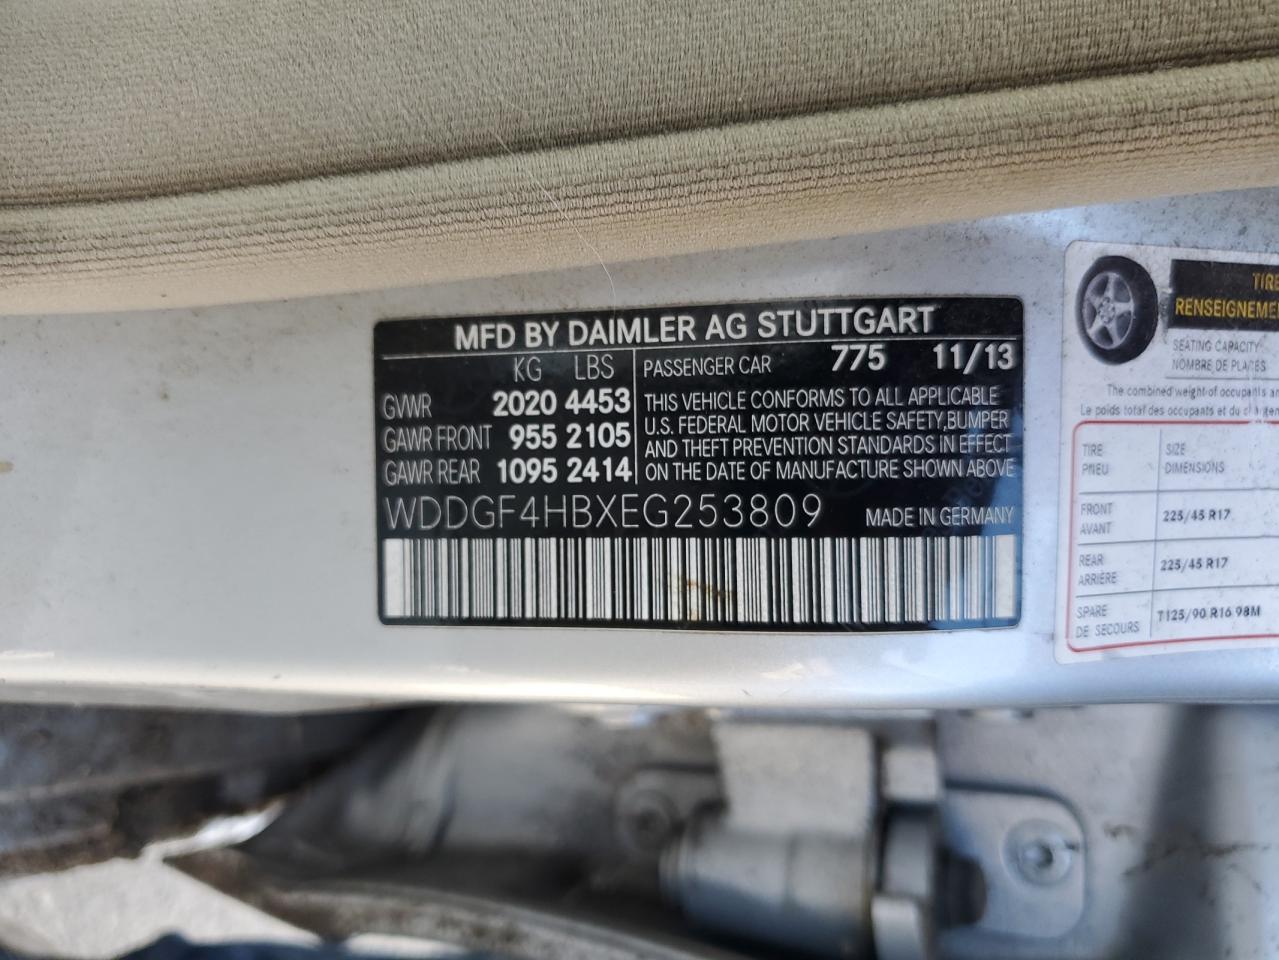 MFD BY DAIMLER AG STUTTGART
KG LBS
GVWR 2020 4453
GAWR FRONT 955 2105
GAWR REAR 1095 2414
PASSENGER CAR 775 11/13
THIS VEHICLE CONFORMS TO ALL APPLICABLE
U.S. FEDERAL MOTOR VEHICLE SAFETY, BUMPER
AND THEFT PREVENTION STANDARDS IN EFFECT
ON THE DATE OF MANUFACTURE SHOWN ABOVE
WDDGF4HBXEG253809 MADE IN GERMANY
TIRE
RENSEIGNEME
SEATING CAPACITY
NOMBRE DE PLACES
The combined weight of occupants an
Le poids total des occupants et du chargem
TIRE SIZE
PNEU DIMENSIONS
FRONT
AVANT 225/45 R17
REAR
ARRIÈRE 225/45 R17
SPARE
DE SECOURS T125/90 R16 98M